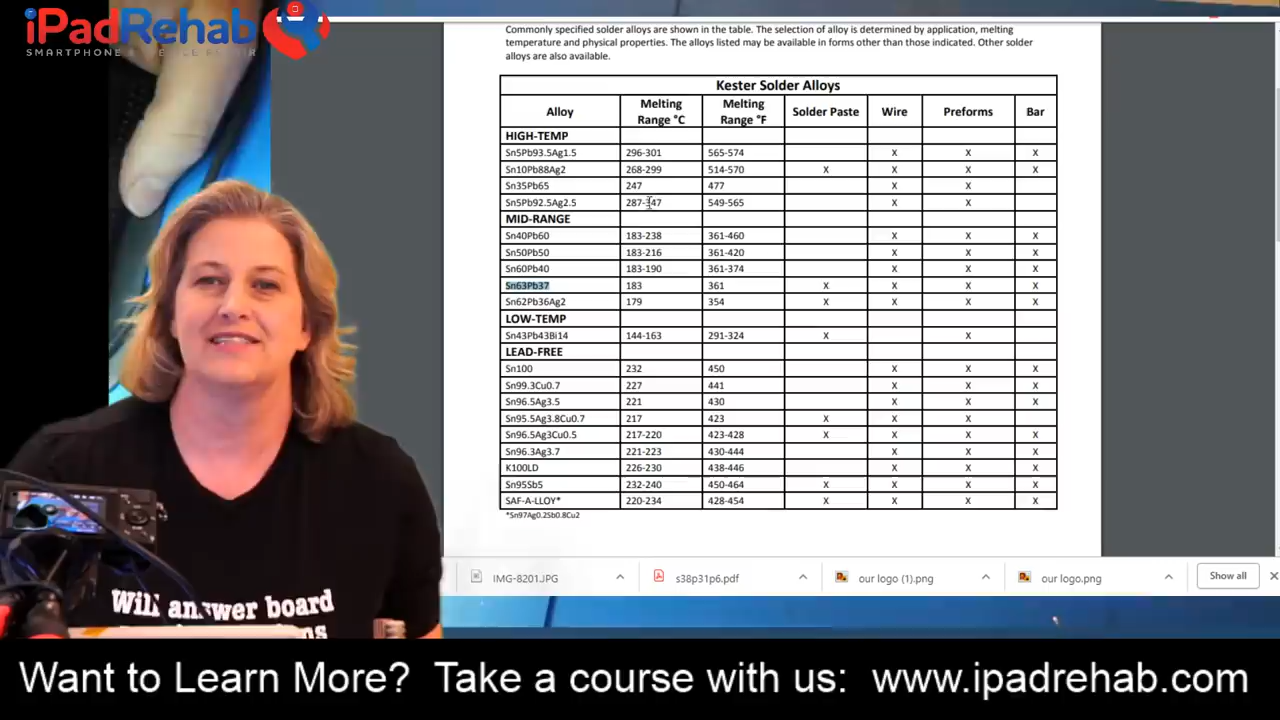 iPadRehab
SMARTPHONE
Commonly specified solder alloys are shown in the table. The selection of alloy is determined by application, melting
temperature and physical properties. The alloys listed may be available in forms other than those indicated. Other solder
alloys are also available.
Kester Solder Alloys
Alloy Melting Range °C Melting Range °F Solder Paste Wire Preforms Bar
HIGH-TEMP
Sn5Pb93.5Ag1.5 296-301 565-574 X X X
Sn10Pb88Ag2 268-299 514-570 X X X X
Sn35Pb65 247 477 X X
Sn5Pb92.5Ag2.5 549-565 X X
MID-RANGE
Sn40Pb60 183-238 361-460 X X X
Sn50Pb50 183-216 361-420 X X X
Sn60Pb40 183-190 361-374 X X X
Sn63Pb37 183 361 X X X X
Sn62Pb36Ag2 179 354 X X X X
LOW-TEMP
Sn43Pb43Bi14 144-163 291-324 X X
LEAD-FREE
Sn100 232 450 X X X
Sn99.3Cu0.7 227 441 X X X
Sn96.5Ag3.5 221 430 X X X
Sn95.5Ag3.8Cu0.7 217 423 X X X
Sn96.5Ag3Cu0.5 217-220 423-428 X X X X
Sn96.3Ag3.7 221-223 430-444 X X X
K100LD 226-230 438-446 X X X
Sn95Sb5 232-240 450-464 X X X X
SAF-A-LLOY* 220-234 428-454 X X X X
*Sn97Ag0.2Sb0.8Cu2
IMG-8201.JPG s38p31p6.pdf our logo (1).png our logo.png Show all
Will answer board
Want to Learn More? Take a course with us: www.ipadrehab.com